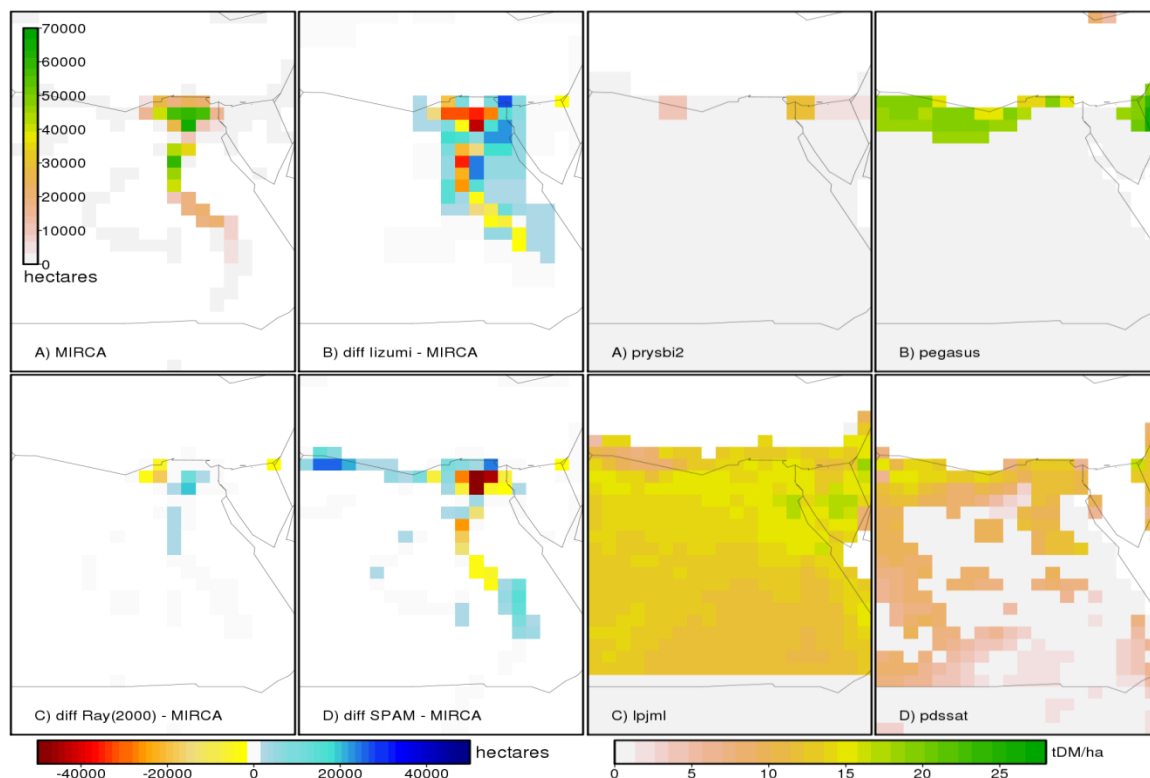 70000
60000
50000
40000
30000
20000
10000
0
hectares
A) MIRCA
B) diff Iizumi - MIRCA
A) prysbi2
B) pegasus
C) diff Ray(2000) - MIRCA
D) diff SPAM - MIRCA
C) lpjml
D) pdssat
hectares
-40000 -20000 0 20000 40000
tDM/ha
0 5 10 15 20 25